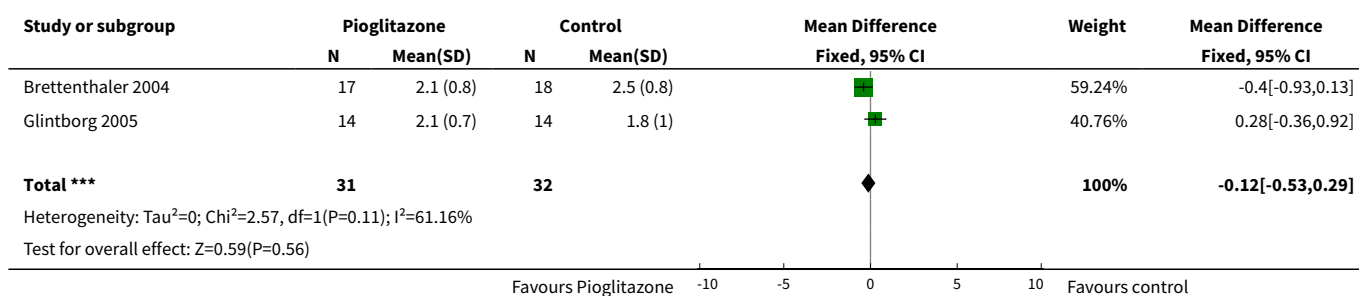 Study or subgroup Pioglitazone Control Mean Difference Weight Mean Difference
N Mean(SD) N Mean(SD) Fixed, 95% CI Fixed, 95% CI
Brettenthaler 2004 17 2.1 (0.8) 18 2.5 (0.8) 59.24% -0.4[-0.93,0.13]
Glintborg 2005 14 2.1 (0.7) 14 1.8 (1) 40.76% 0.28[-0.36,0.92]
Total *** 31 32 100% -0.12[-0.53,0.29]
Heterogeneity: Tau²=0; Chi²=2.57, df=1(P=0.11); I²=61.16%
Test for overall effect: Z=0.59(P=0.56)
Favours Pioglitazone -10 -5 0 5 10 Favours control